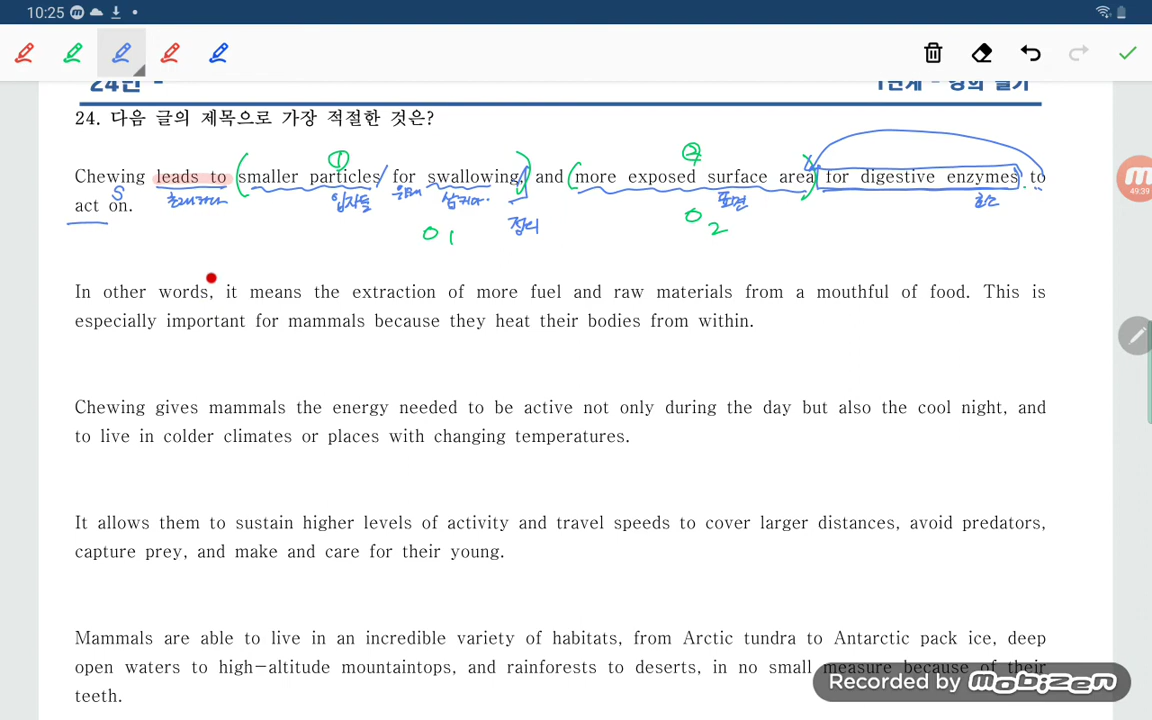 10:25
24. 다음 글의 제목으로 가장 적절한 것은?
① ②
Chewing leads to smaller particles for swallowing, and more exposed surface area for digestive enzymes to
S 초래하다 입자들 위해 삼키다. 표면 효소
act on.
O 1 정리 O 2
In other words, it means the extraction of more fuel and raw materials from a mouthful of food. This is
especially important for mammals because they heat their bodies from within.
Chewing gives mammals the energy needed to be active not only during the day but also the cool night, and
to live in colder climates or places with changing temperatures.
It allows them to sustain higher levels of activity and travel speeds to cover larger distances, avoid predators,
capture prey, and make and care for their young.
Mammals are able to live in an incredible variety of habitats, from Arctic tundra to Antarctic pack ice, deep
open waters to high-altitude mountaintops, and rainforests to deserts, in no small measure because of their
teeth.
Recorded by mobizen
49:39